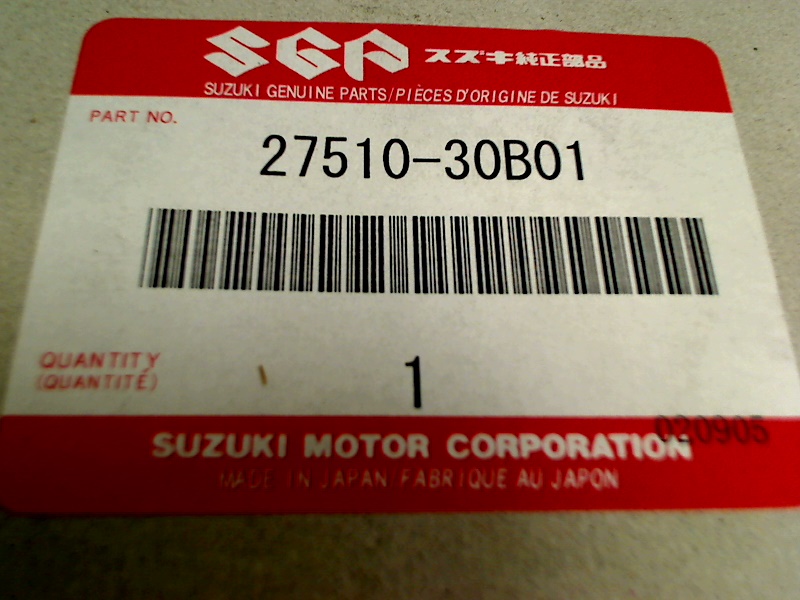 SGP スズキ純正部品
SUZUKI GENUINE PARTS/PIÈCES D'ORIGINE DE SUZUKI
PART NO.
27510-30B01
QUANTITY
(QUANTITÉ)
1
020905
SUZUKI MOTOR CORPORATION
MADE IN JAPAN/FABRIQUE AU JAPON